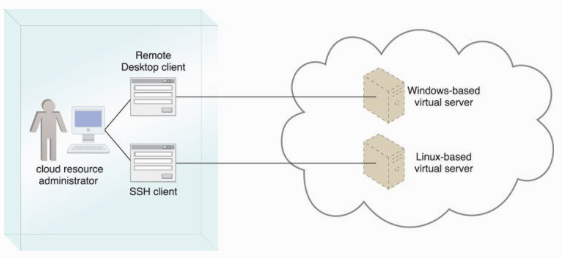 Remote
Desktop client
cloud resource
administrator
SSH client
Windows-based
virtual server
Linux-based
virtual server